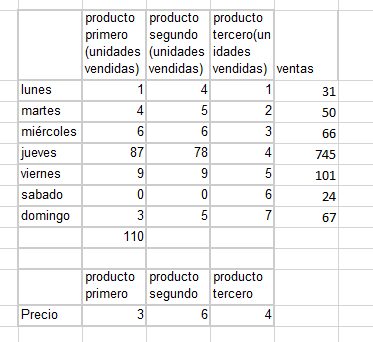 producto primero (unidades vendidas) producto segundo (unidades vendidas) producto tercero(un idades vendidas) ventas
lunes 1 4 1 31
martes 4 5 2 50
miércoles 6 6 3 66
jueves 87 78 4 745
viernes 9 9 5 101
sabado 0 0 6 24
domingo 3 5 7 67
110
producto primero producto segundo producto tercero
Precio 3 6 4